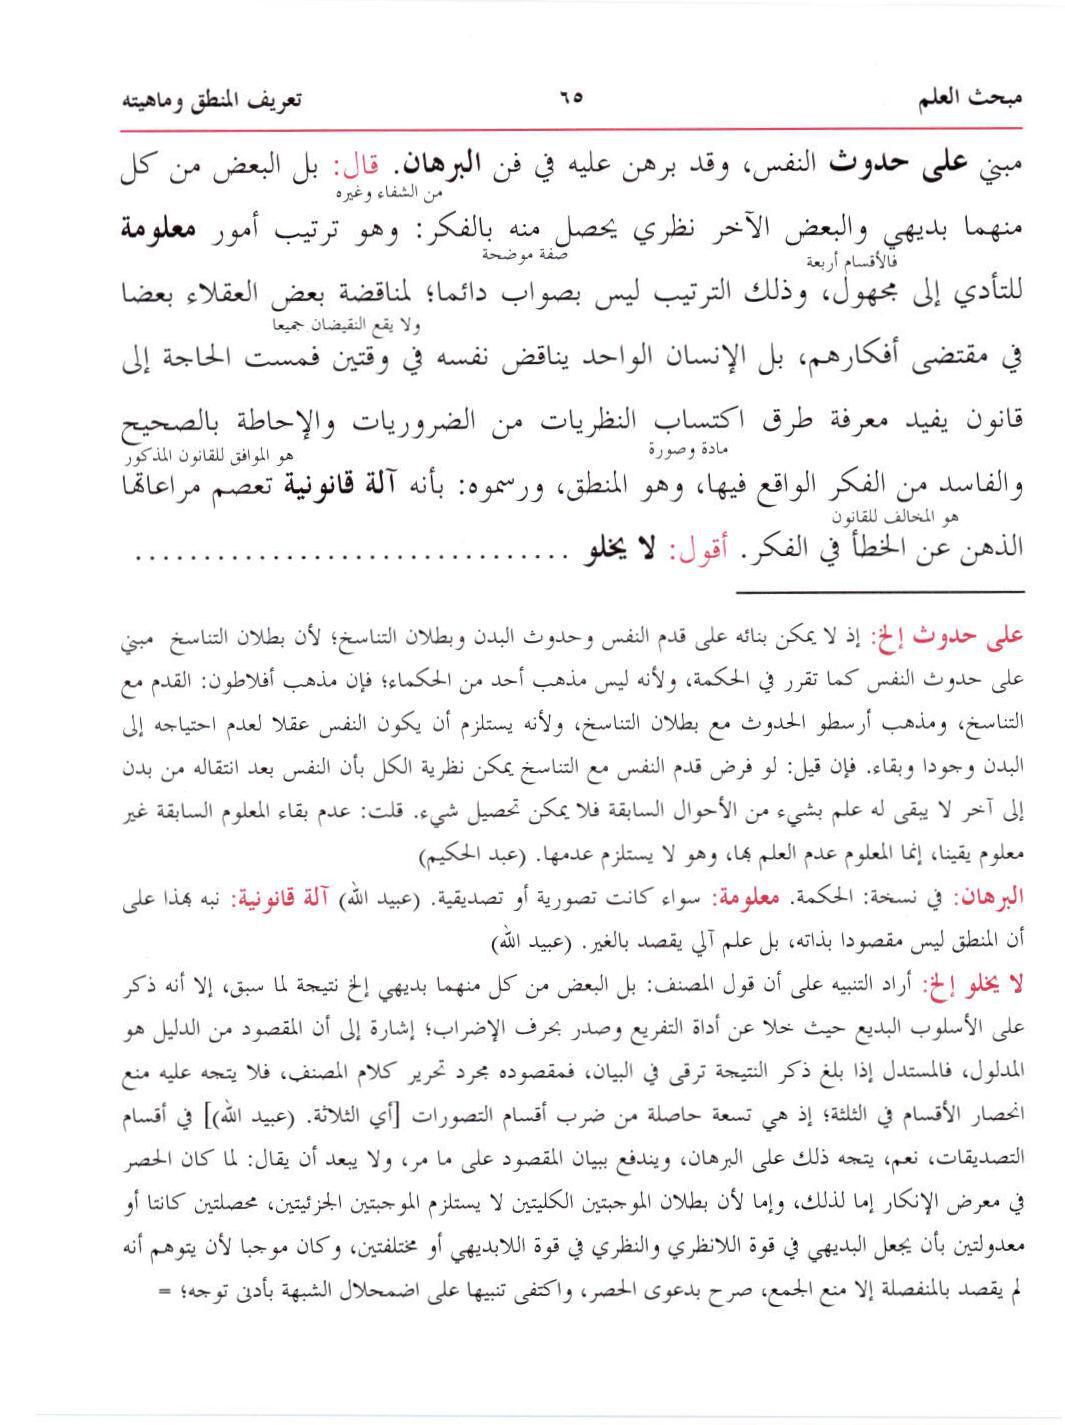 مبحث العلم ٦٥ تعريف المنطق وماهيته
مبني على حدوث النفس، وقد برهن عليه في فن البرهان. قال: بل البعض من كل
من الشفاء وغيره
منهما بديهي والبعض الآخر نظري يحصل منه بالفكر: وهو ترتيب أمور معلومة
فالأقسام أربعة صفة موضحة
للتأدي إلى مجهول، وذلك الترتيب ليس بصواب دائما؛ لمناقضة بعض العقلاء بعضا
ولا يقع النقيضان جميعا
في مقتضى أفكارهم، بل الإنسان الواحد يناقض نفسه في وقتين فمست الحاجة إلى
قانون يفيد معرفة طرق اكتساب النظريات من الضروريات والإحاطة بالصحيح
مادة وصورة هو الموافق للقانون المذكور
والفاسد من الفكر الواقع فيها، وهو المنطق، ورسموه: بأنه آلة قانونية تعصم مراعاتها
هو المخالف للقانون
الذهن عن الخطأ في الفكر. أقول: لا يخلو ................................
على حدوث إلخ: إذ لا يمكن بنائه على قدم النفس وحدوث البدن وبطلان التناسخ؛ لأن بطلان التناسخ مبني
على حدوث النفس كما تقرر في الحكمة، ولأنه ليس مذهب أحد من الحكماء؛ فإن مذهب أفلاطون: القدم مع
التناسخ، ومذهب أرسطو الحدوث مع بطلان التناسخ، ولأنه يستلزم أن يكون النفس عقلا لعدم احتياجه إلى
البدن وجودا وبقاء. فإن قيل: لو فرض قدم النفس مع التناسخ يمكن نظرية الكل بأن النفس بعد انتقاله من بدن
إلى آخر لا يبقى له علم بشيء من الأحوال السابقة فلا يمكن تحصيل شيء. قلت: عدم بقاء المعلوم السابقة غير
معلوم يقينا، إنما المعلوم عدم العلم بها، وهو لا يستلزم عدمها. (عبد الحكيم)
البرهان: في نسخة: الحكمة. معلومة: سواء كانت تصورية أو تصديقية. (عبيد الله) آلة قانونية: نبه بهذا على
أن المنطق ليس مقصودا بذاته، بل علم آلي يقصد بالغير. (عبيد الله)
لا يخلو إلخ: أراد التنبيه على أن قول المصنف: بل البعض من كل منهما بديهي إلخ نتيجة لما سبق، إلا أنه ذكر
على الأسلوب البديع حيث خلا عن أداة التفريع وصدر بحرف الإضراب؛ إشارة إلى أن المقصود من الدليل هو
المدلول، فالمستدل إذا بلغ ذكر النتيجة ترقى في البيان، فمقصوده مجرد تحرير كلام المصنف، فلا يتجه عليه منع
انحصار الأقسام في الثلثة؛ إذ هي تسعة حاصلة من ضرب أقسام التصورات [أي الثلاثة. (عبيد الله)] في أقسام
التصديقات، نعم، يتجه ذلك على البرهان، ويندفع ببيان المقصود على ما مر، ولا يبعد أن يقال: لما كان الحصر
في معرض الإنكار إما لذلك، وإما لأن بطلان الموجبتين الكليتين لا يستلزم الموجبتين الجزئيتين، محصلتين كانتا أو
معدولتين بأن يجعل البديهي في قوة اللانظري والنظري في قوة اللابديهي أو مختلفتين، وكان موجبا لأن يتوهم أنه
لم يقصد بالمنفصلة إلا منع الجمع، صرح بدعوى الحصر، واكتفى تنبيها على اضمحلال الشبهة بأدنى توجه؛ =